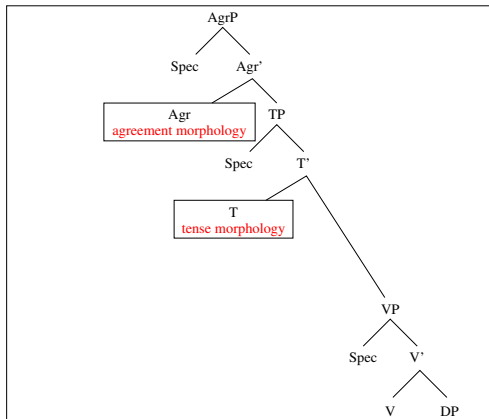 AgrP
Spec Agr’
Agr TP
agreement morphology
Spec T’
T
tense morphology
VP
Spec V’
V DP